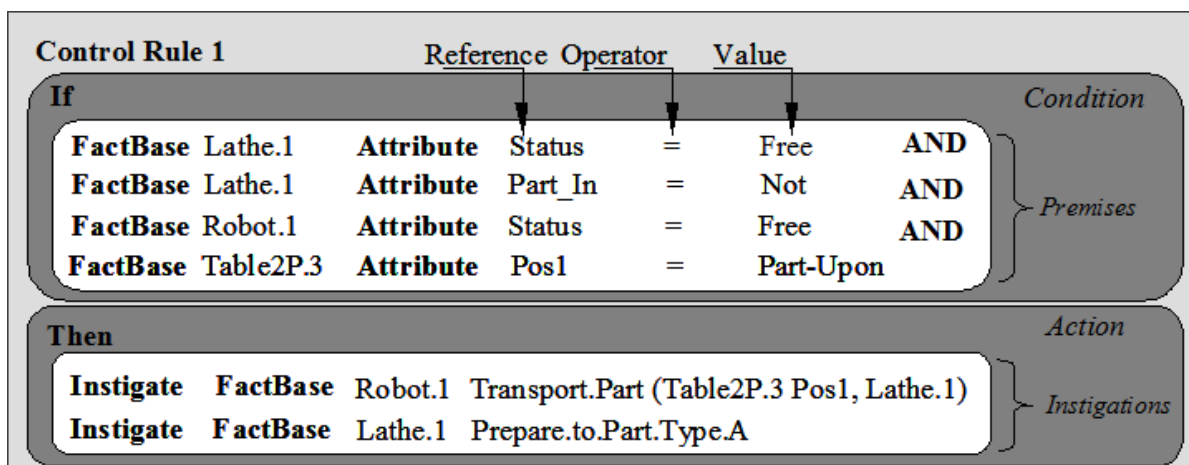 Control Rule 1 Reference Operator Value
If Condition
FactBase Lathe.1 Attribute Status = Free AND
FactBase Lathe.1 Attribute Part_In = Not AND
Premises
FactBase Robot.1 Attribute Status = Free AND
FactBase Table2P.3 Attribute Pos1 = Part-Upon
Then Action
Instigate FactBase Robot.1 Transport.Part (Table2P.3 Pos1, Lathe.1)
Instigations
Instigate FactBase Lathe.1 Prepare.to.Part.Type.A